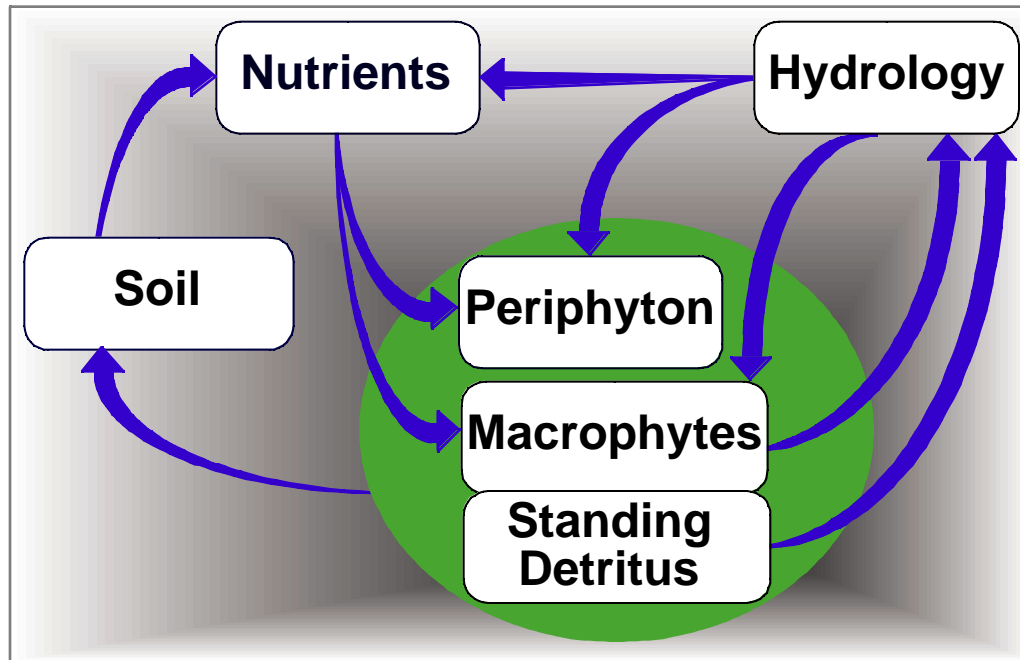 Nutrients
Hydrology
Soil
Periphyton
Macrophytes
Standing
Detritus